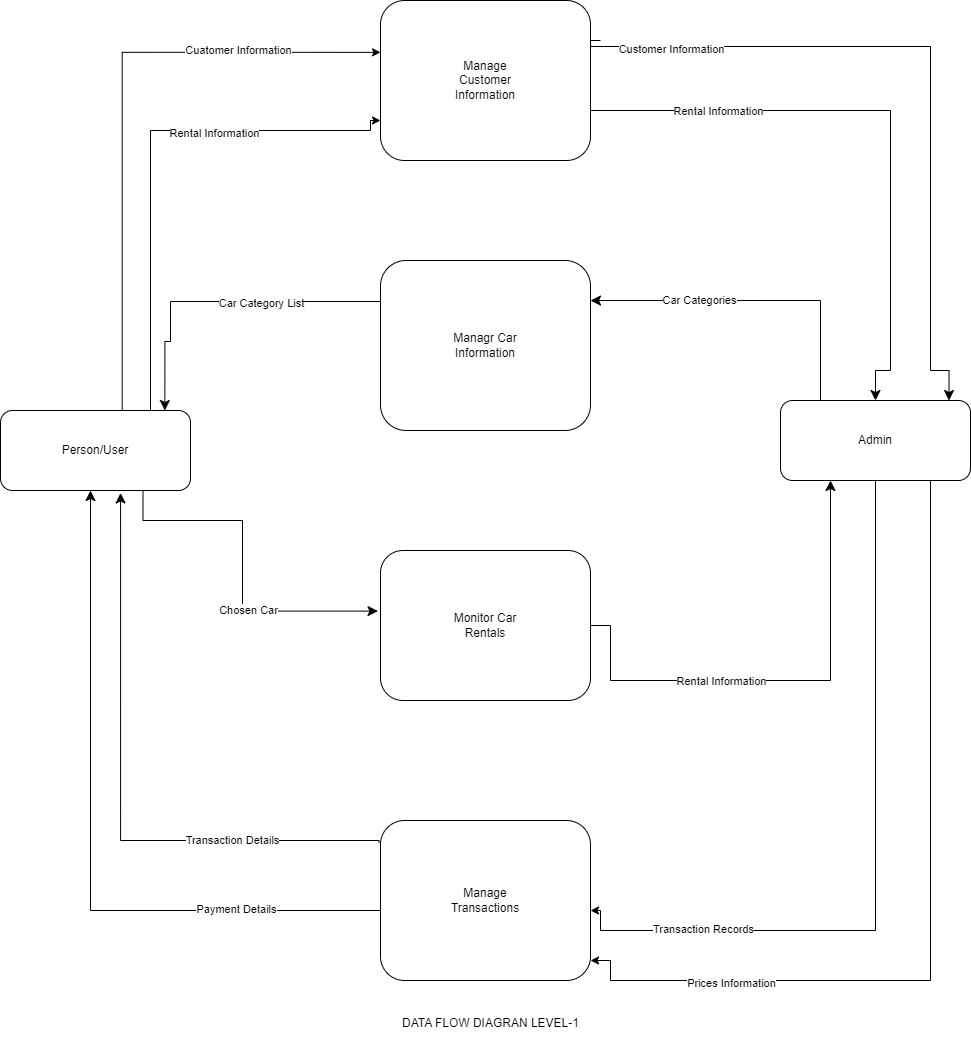 Cuatomer Information
Customer Information
Manage
Customer
Information
Rental Information
Rental Information
Car Category List
Car Categories
Managr Car
Information
Person/User
Admin
Chosen Car
Monitor Car
Rentals
Rental Information
Transaction Details
Manage
Transactions
Payment Details
Transaction Records
Prices Information
DATA FLOW DIAGRAN LEVEL-1